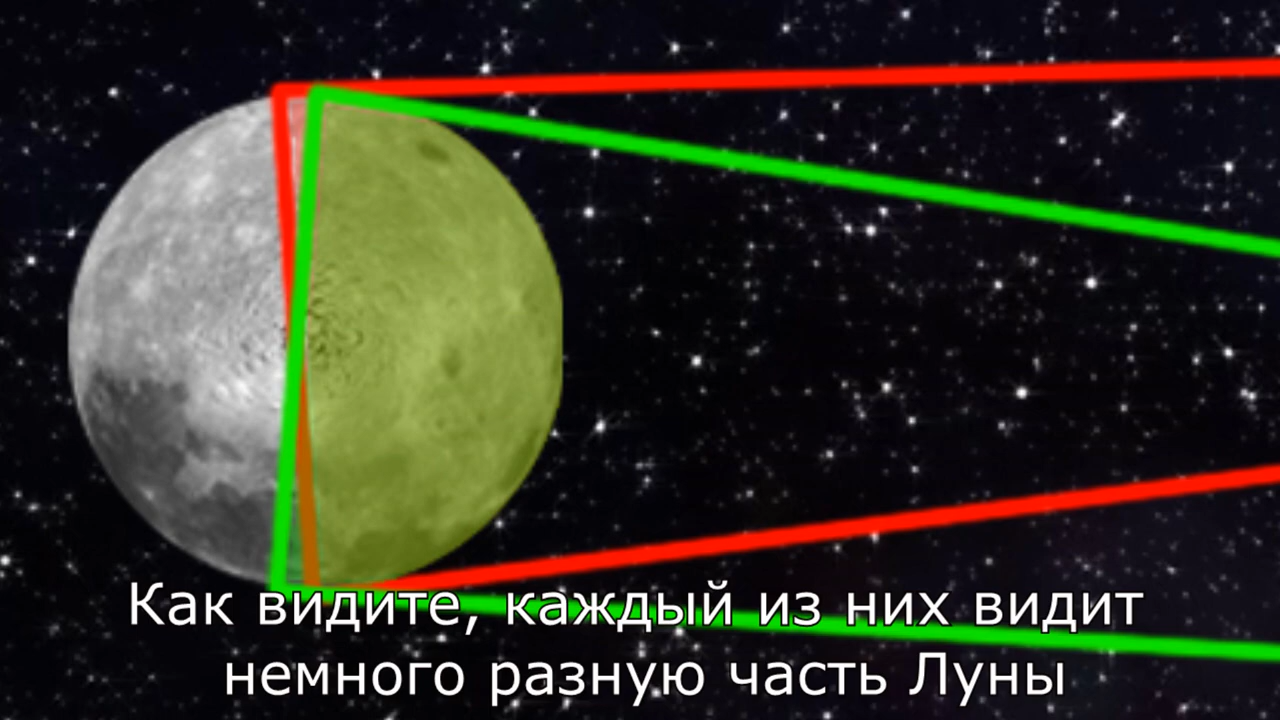 Как видите, каждый из них видит
немного разную часть Луны